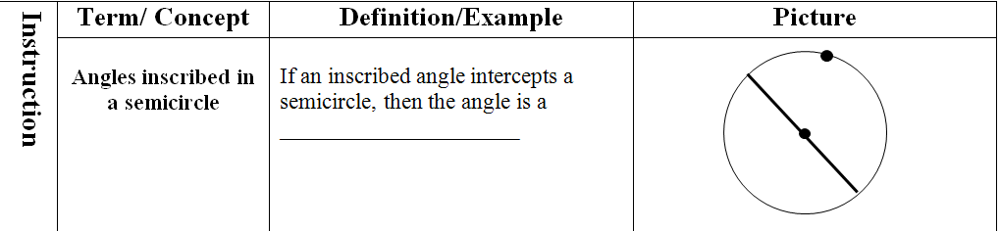 Instruction
Term/ Concept
Definition/Example
Picture
Angles inscribed in
a semicircle
If an inscribed angle intercepts a
semicircle, then the angle is a
______________________